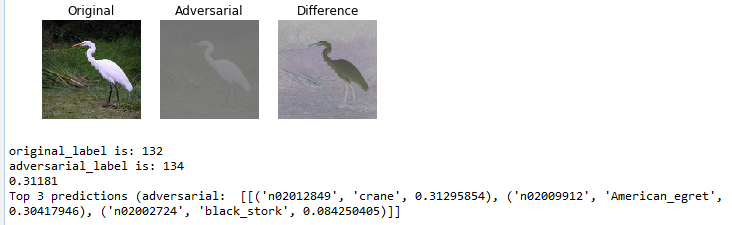 Original Adversarial Difference
original_label is: 132
adversarial_label is: 134
0.31181
Top 3 predictions (adversarial:  [[('n02012849', 'crane', 0.31295854), ('n02009912', 'American_egret',
0.30417946), ('n02002724', 'black_stork', 0.084250405)]]